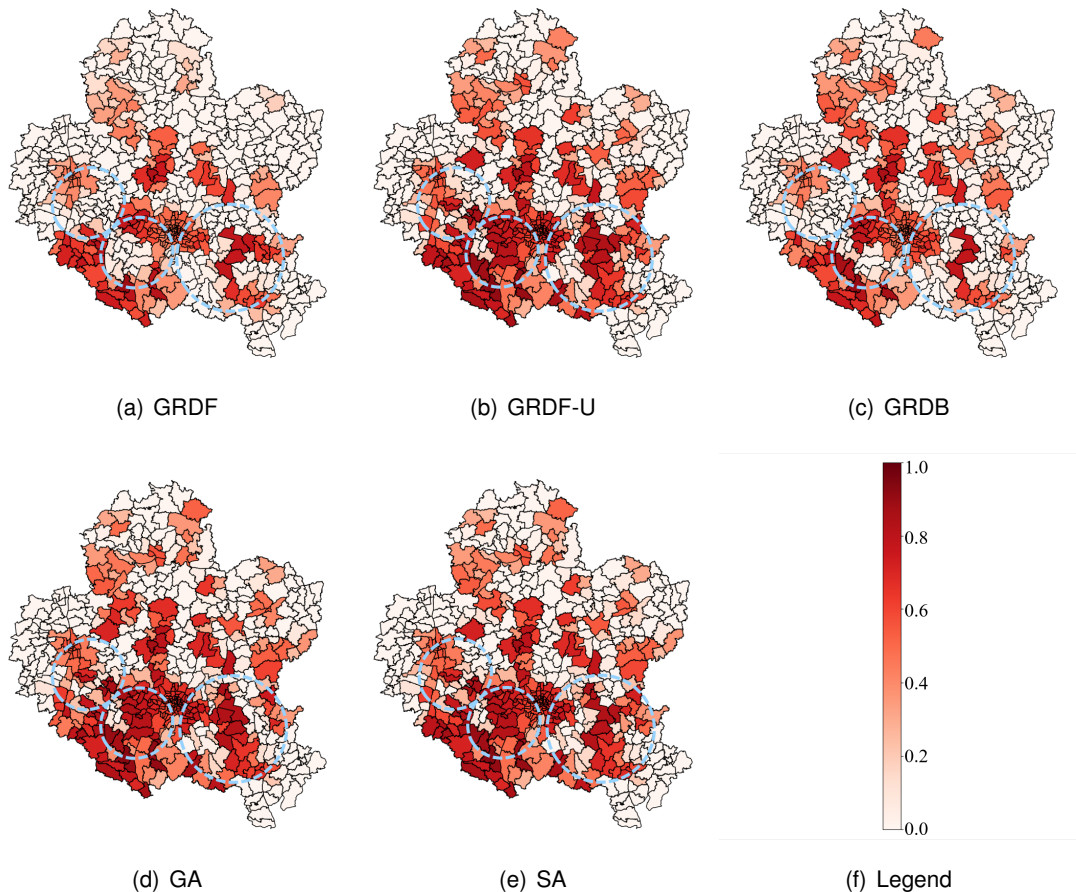 (a) GRDF
(b) GRDF-U
(c) GRDB
1.0
0.8
0.6
0.4
0.2
0.0
(d) GA
(e) SA
(f) Legend